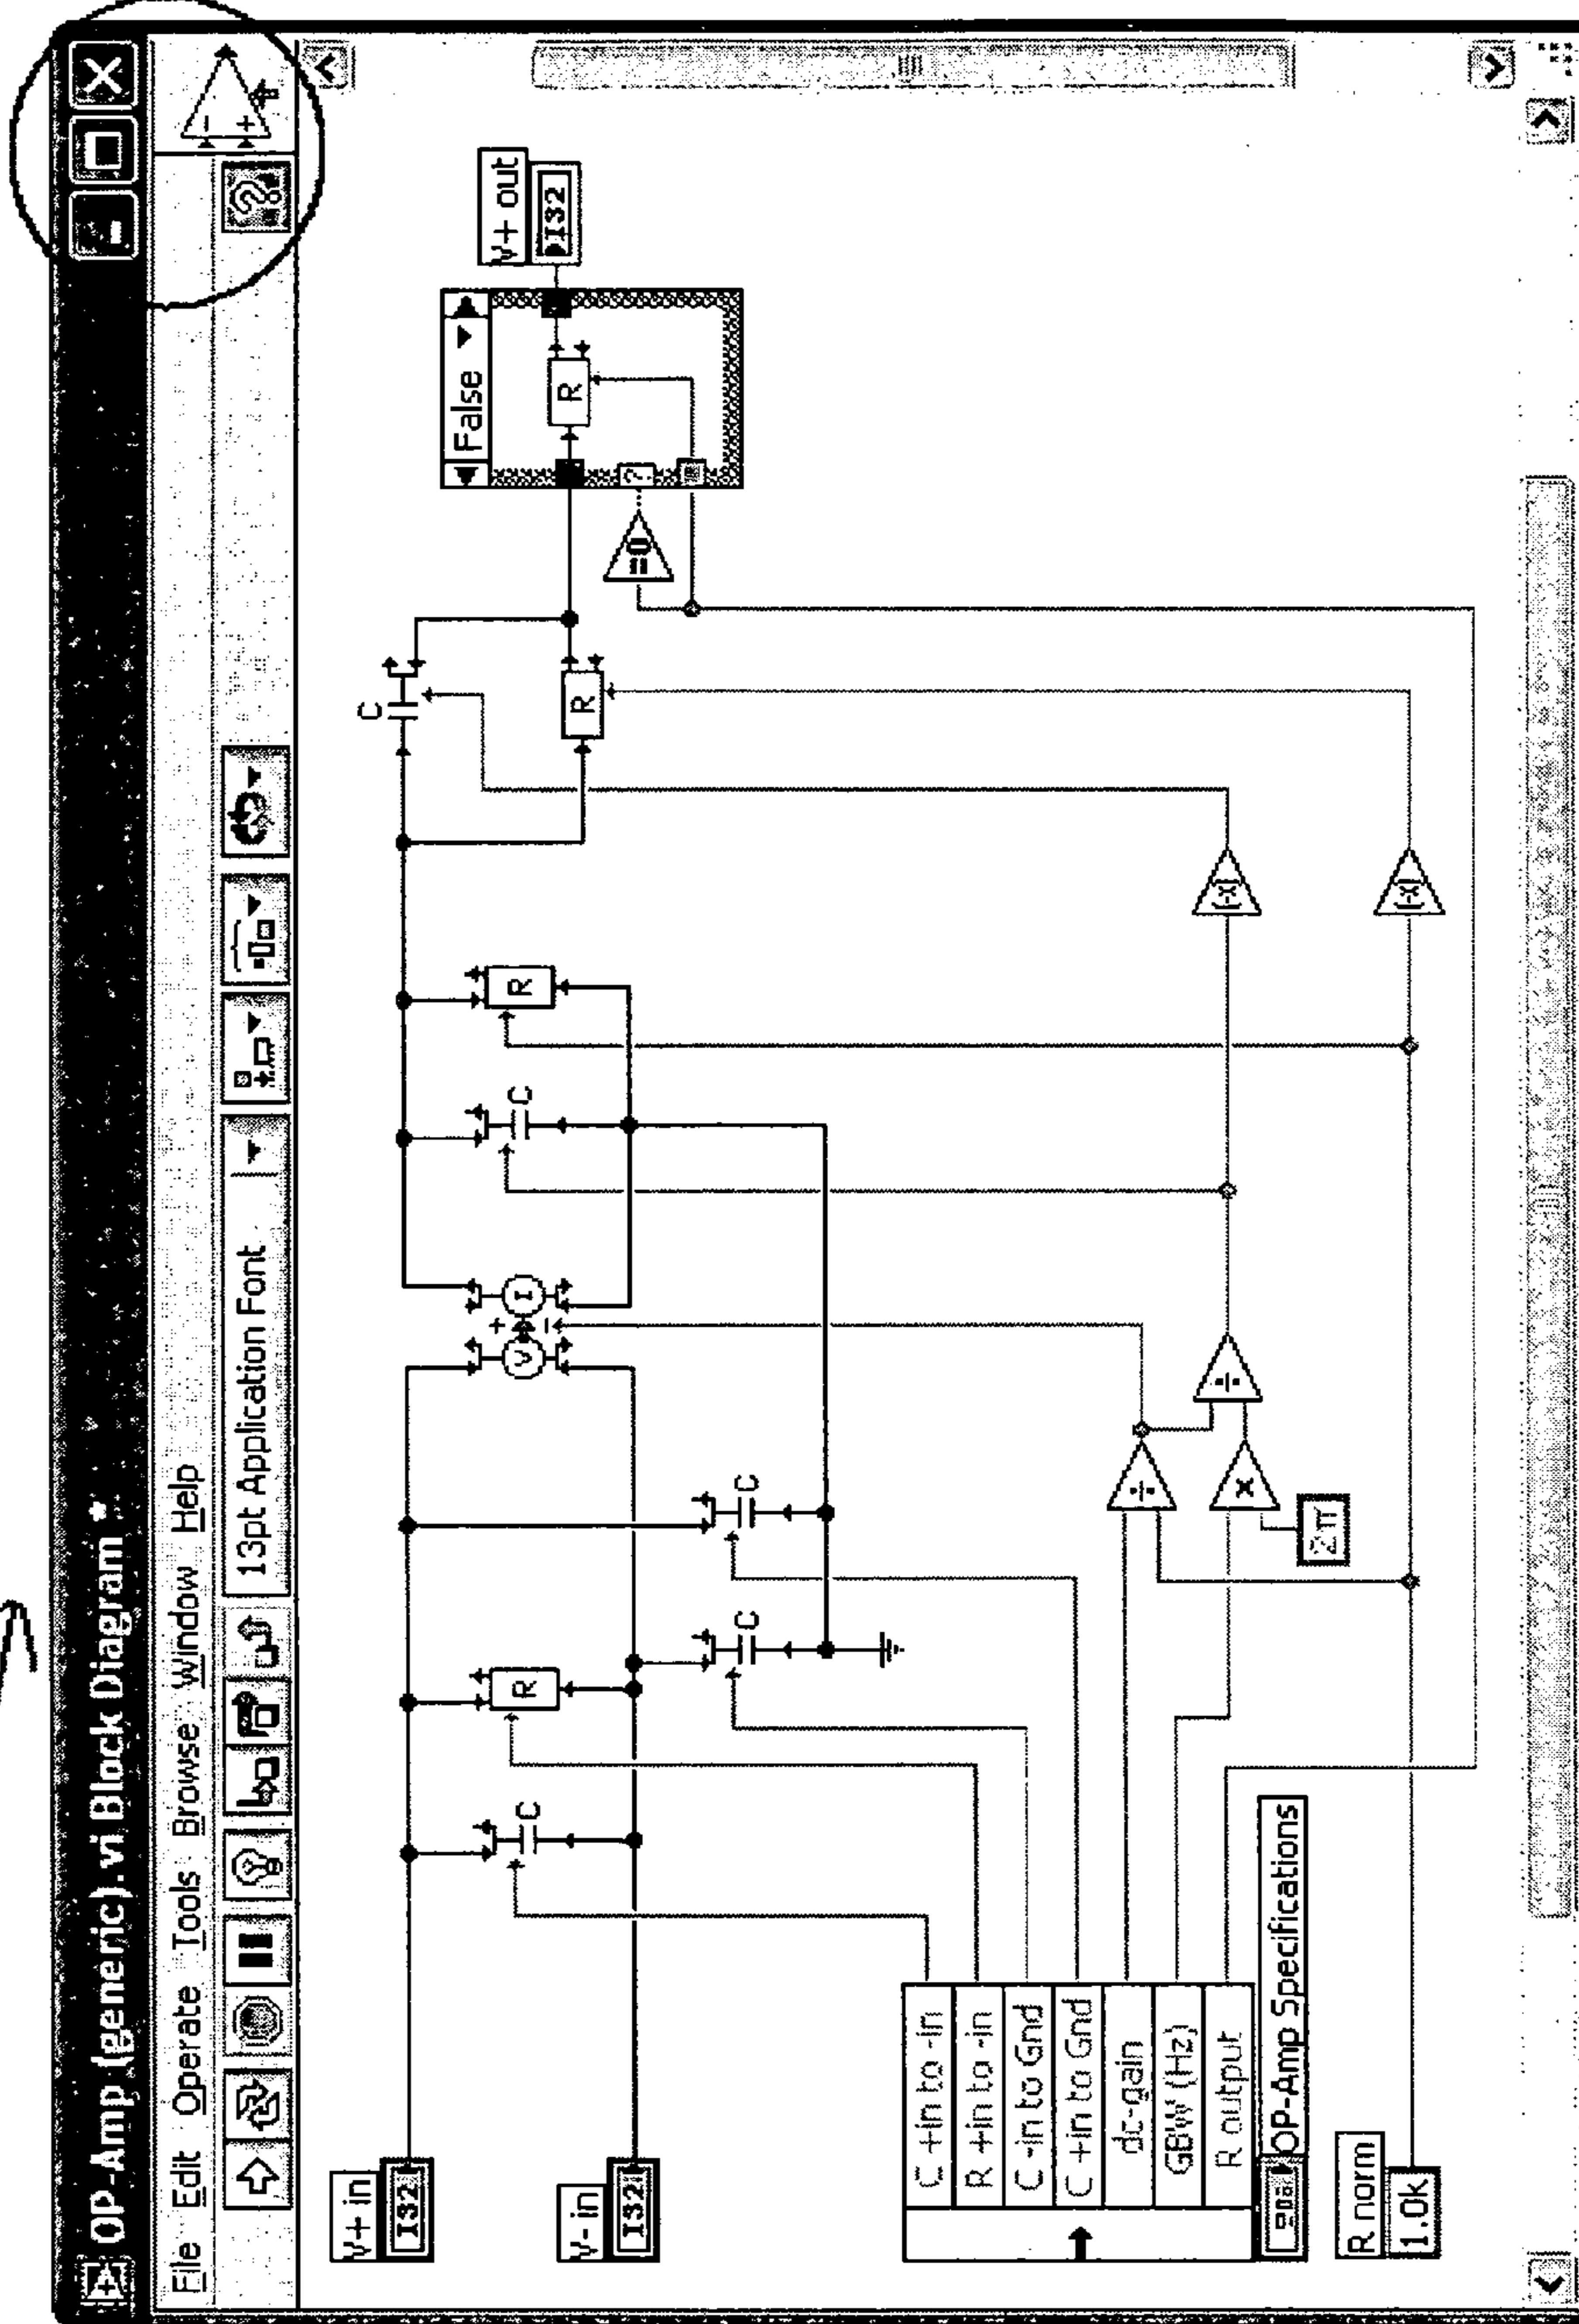 OP-Amp (generic).vi Block Diagram *
File Edit Operate Tools Browse Window Help
13pt Application Font
?
- +
V+ in
I32
V- in
I32
C
R
C
C
V
I
+
-
C
R
C
R
False
R
?
=0
V+ out
I32
C +in to -in
R +in to -in
C -in to Gnd
C +in to Gnd
dc-gain
GBW (Hz)
R output
OP-Amp Specifications
÷
x
÷
2π
-x
-x
R norm
1.0k